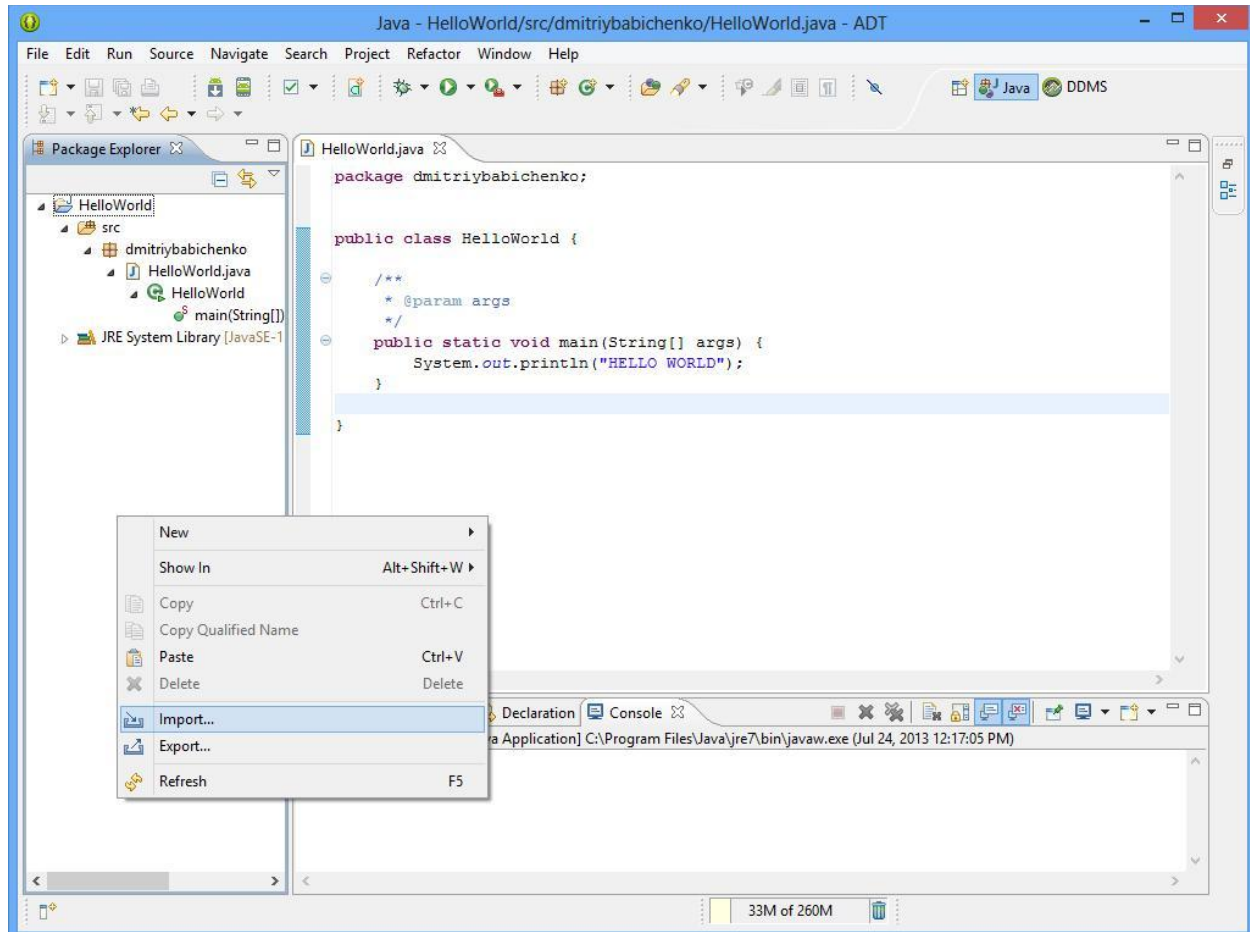 Java - HelloWorld/src/dmitriybabichenko/HelloWorld.java - ADT
File Edit Run Source Navigate Search Project Refactor Window Help
Java DDMS
Package Explorer
HelloWorld
src
dmitriybabichenko
HelloWorld.java
HelloWorld
main(String[])
JRE System Library [JavaSE-1
HelloWorld.java
package dmitriybabichenko;
public class HelloWorld {
/**
* @param args
*/
public static void main(String[] args) {
System.out.println("HELLO WORLD");
}
}
New
Show In Alt+Shift+W
Copy Ctrl+C
Copy Qualified Name
Paste Ctrl+V
Delete Delete
Import...
Export...
Refresh F5
Declaration Console
a Application] C:\Program Files\Java\jre7\bin\javaw.exe (Jul 24, 2013 12:17:05 PM)
33M of 260M